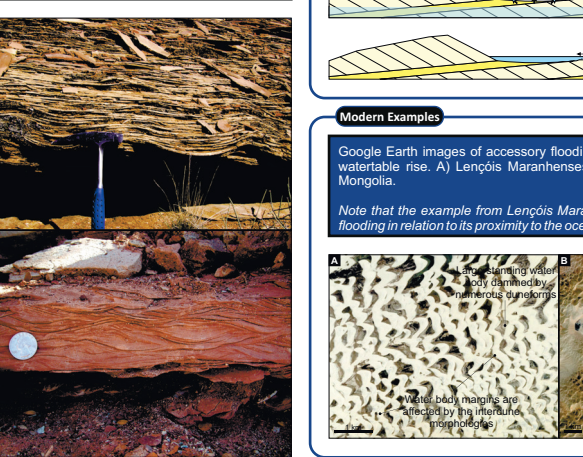 Modern Examples
Google Earth images of accessory floodi
watertable rise. A) Lençóis Maranhenses
Mongolia.
Note that the example from Lençóis Mara
flooding in relation to its proximity to the oce
A
B
Large standing water
body dammed by
numerous duneforms
Water body margins are
affected by the interdune
morphologies
1 km